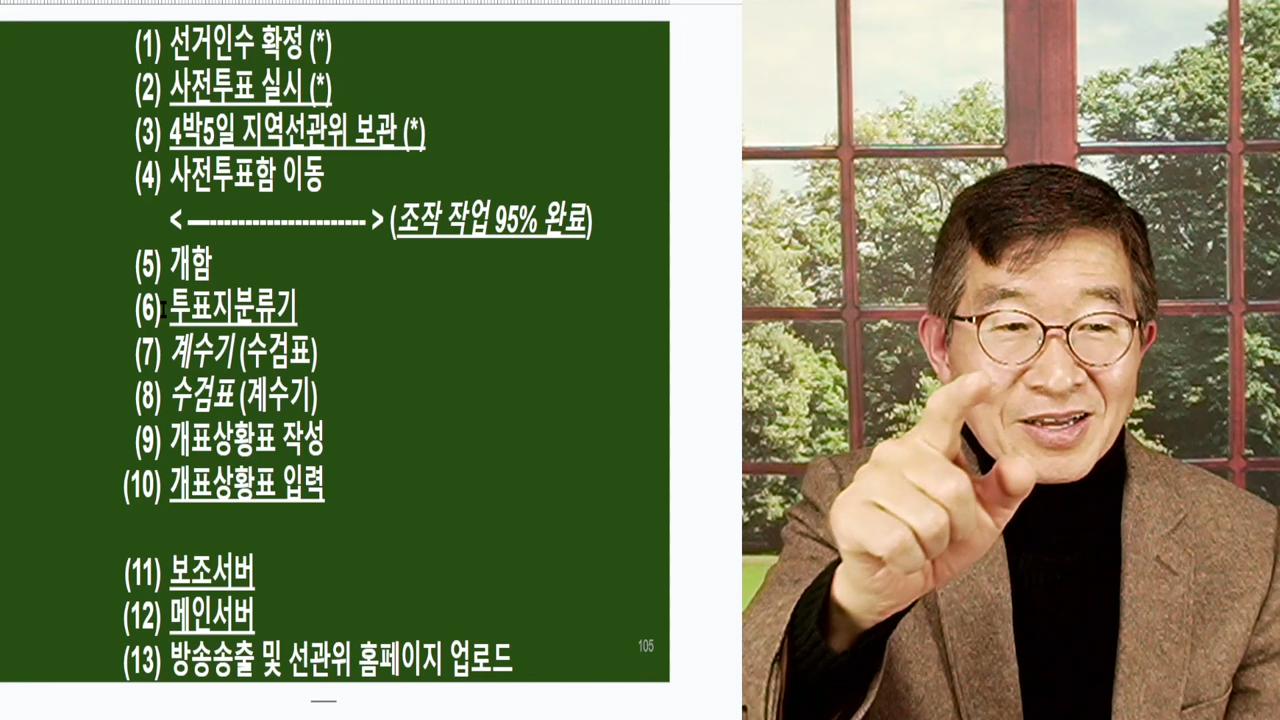 (1) 선거인수 확정 (*)
(2) 사전투표 실시 (*)
(3) 4박5일 지역선관위 보관 (*)
(4) 사전투표함 이동
< ----------------------- > (조작 작업 95% 완료)
(5) 개함
(6) 투표지분류기
(7) 계수기 (수검표)
(8) 수검표 (계수기)
(9) 개표상황표 작성
(10) 개표상황표 입력
(11) 보조서버
(12) 메인서버
(13) 방송송출 및 선관위 홈페이지 업로드
105